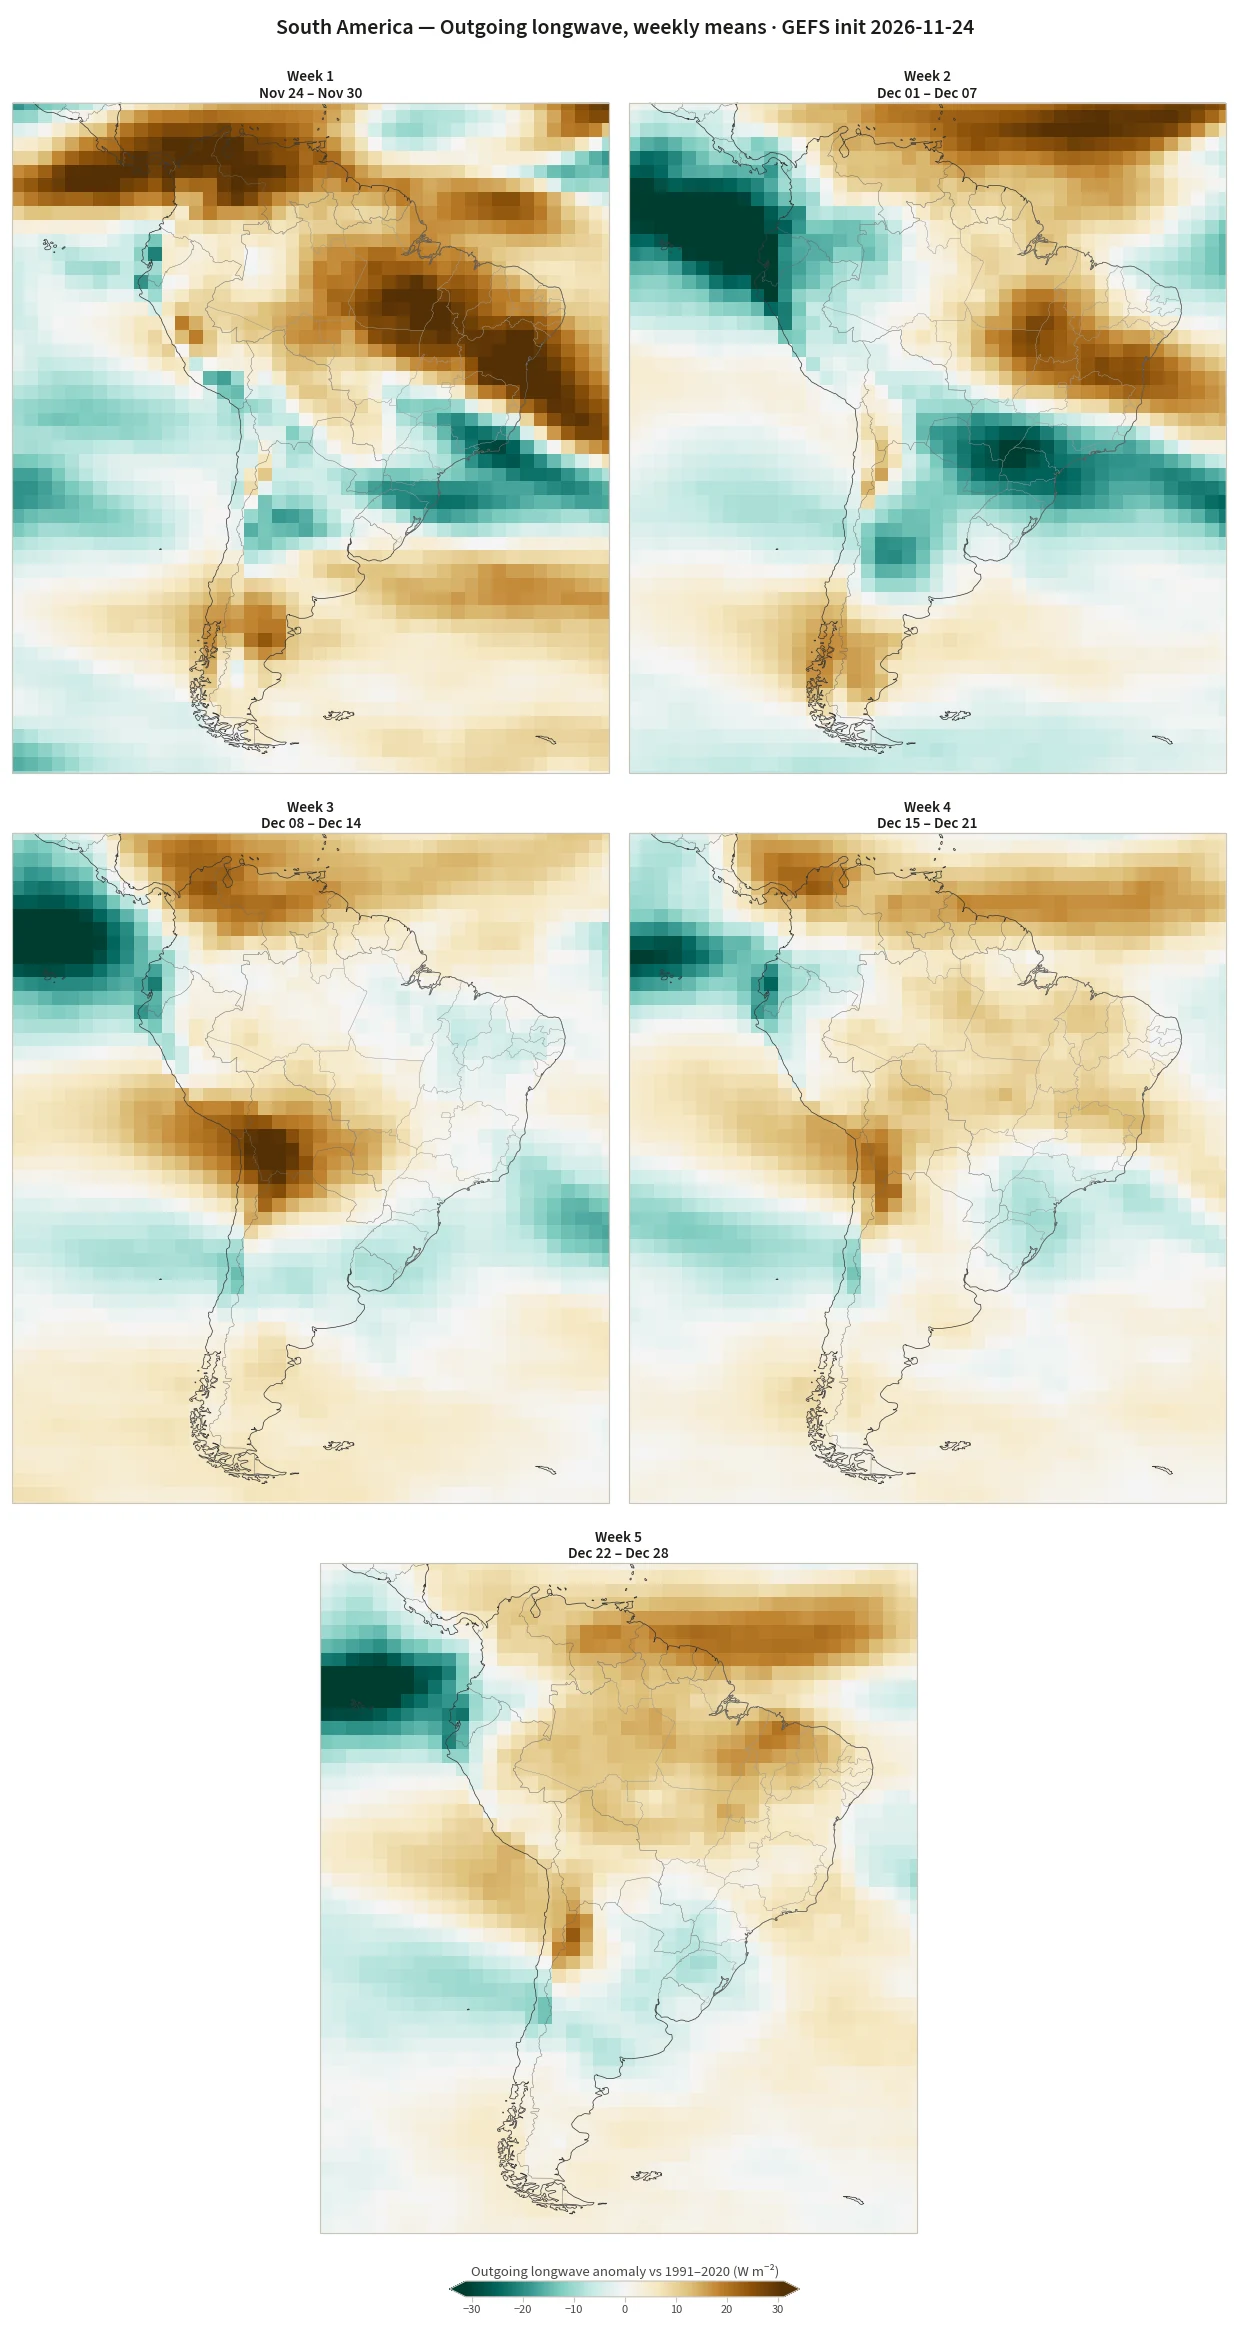 South America — Outgoing longwave, weekly means · GEFS init 2026-11-24
Week 1
Nov 24 – Nov 30
Week 2
Dec 01 – Dec 07
Week 3
Dec 08 – Dec 14
Week 4
Dec 15 – Dec 21
Week 5
Dec 22 – Dec 28
Outgoing longwave anomaly vs 1991–2020 (W m⁻²)
−30 −20 −10 0 10 20 30